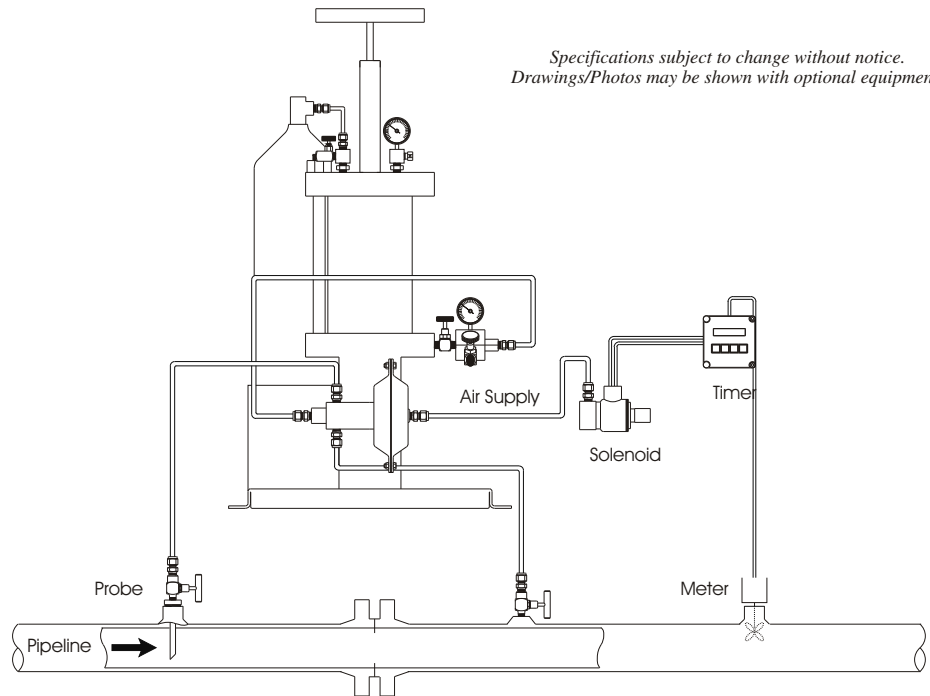 Specifications subject to change without notice.
Drawings/Photos may be shown with optional equipmen
Air Supply
Timer
Solenoid
Probe
Meter
Pipeline